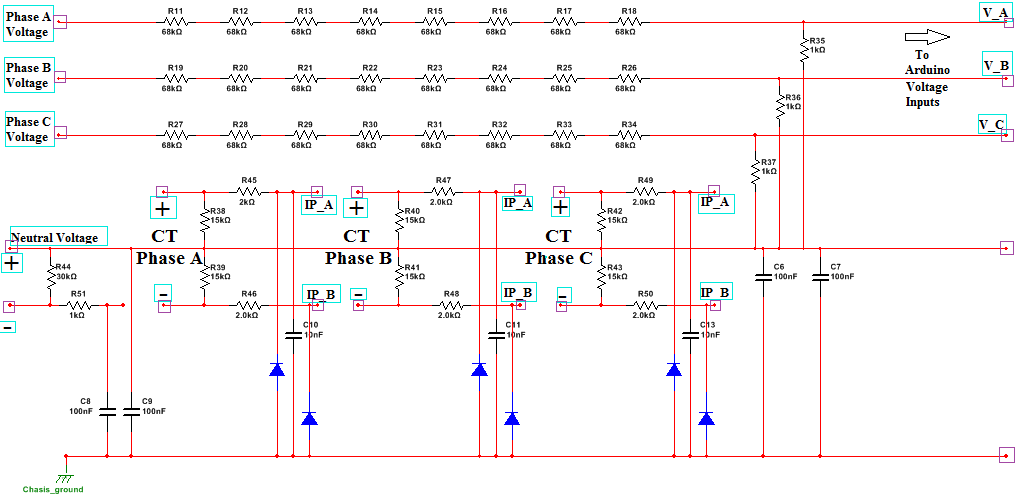 Phase A
Voltage
R11
68kΩ
R12
68kΩ
R13
68kΩ
R14
68kΩ
R15
68kΩ
R16
68kΩ
R17
68kΩ
R18
68kΩ
V_A
R35
1kΩ
To
Arduino
Voltage
Inputs
Phase B
Voltage
R19
68kΩ
R20
68kΩ
R21
68kΩ
R22
68kΩ
R23
68kΩ
R24
68kΩ
R25
68kΩ
R26
68kΩ
V_B
R36
1kΩ
Phase C
Voltage
R27
68kΩ
R28
68kΩ
R29
68kΩ
R30
68kΩ
R31
68kΩ
R32
68kΩ
R33
68kΩ
R34
68kΩ
V_C
R37
1kΩ
+
R45
2kΩ
IP_A
R38
15kΩ
CT
Phase A
R39
15kΩ
-
R46
2.0kΩ
IP_B
C10
10nF
+
R47
2.0kΩ
IP_A
R40
15kΩ
CT
Phase B
R41
15kΩ
-
R48
2.0kΩ
IP_B
C11
10nF
+
R49
2.0kΩ
IP_A
R42
15kΩ
CT
Phase C
R43
15kΩ
-
R50
2.0kΩ
IP_B
C13
10nF
Neutral Voltage
+
R44
30kΩ
R51
1kΩ
-
C6
100nF
C7
100nF
C8
100nF
C9
100nF
Chasis_ground